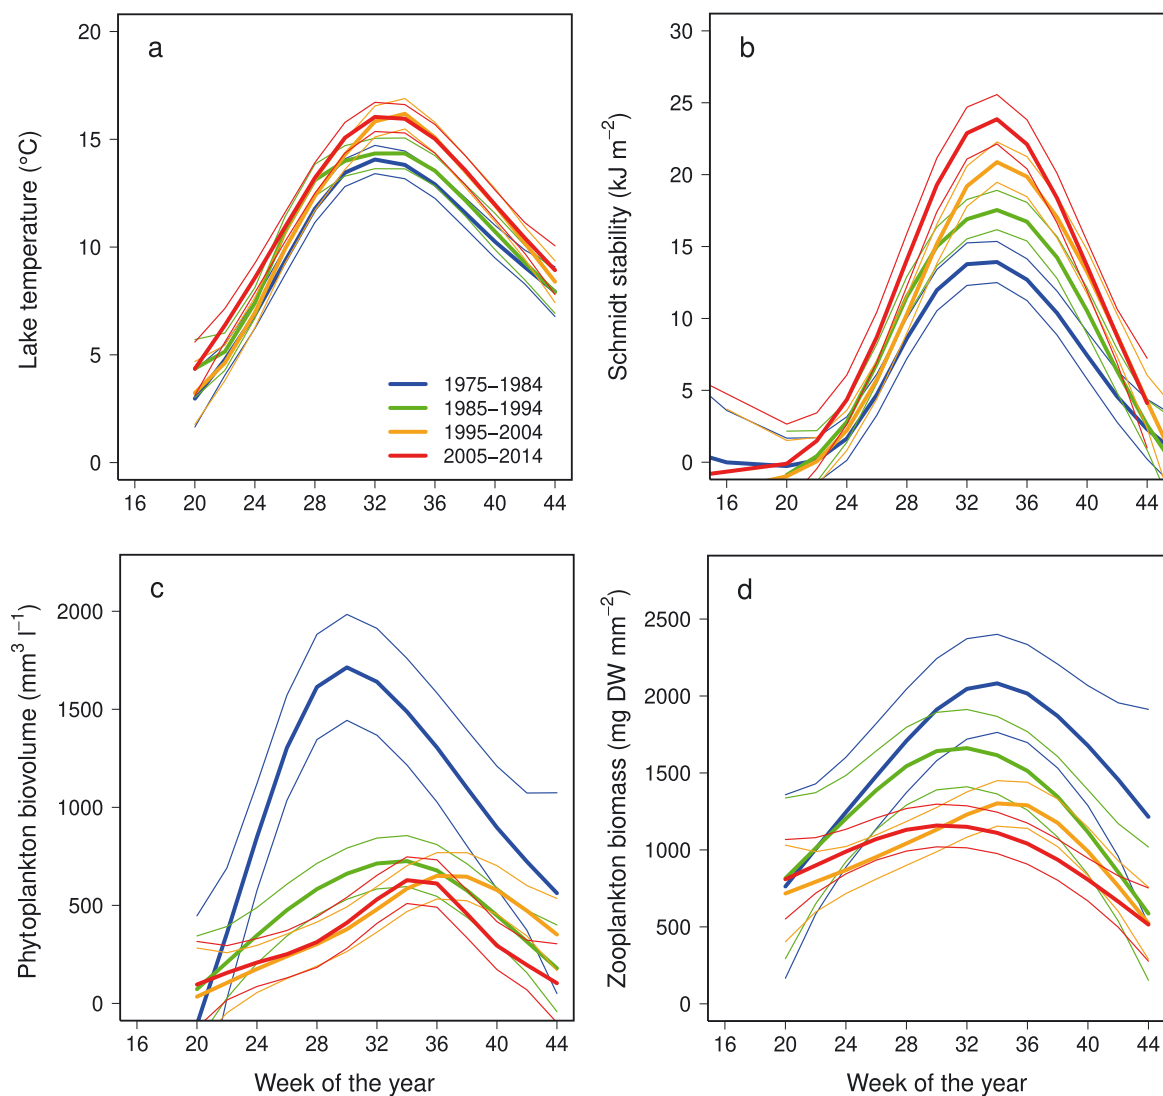 a
Lake temperature (°C)
20
15
10
5
0
16 20 24 28 32 36 40 44
1975–1984
1985–1994
1995–2004
2005–2014
b
Schmidt stability (kJ m−2)
30
25
20
15
10
5
0
16 20 24 28 32 36 40 44
c
Phytoplankton biovolume (mm3 l−1)
2000
1500
1000
500
0
16 20 24 28 32 36 40 44
Week of the year
d
Zooplankton biomass (mg DW mm−2)
2500
2000
1500
1000
500
0
16 20 24 28 32 36 40 44
Week of the year